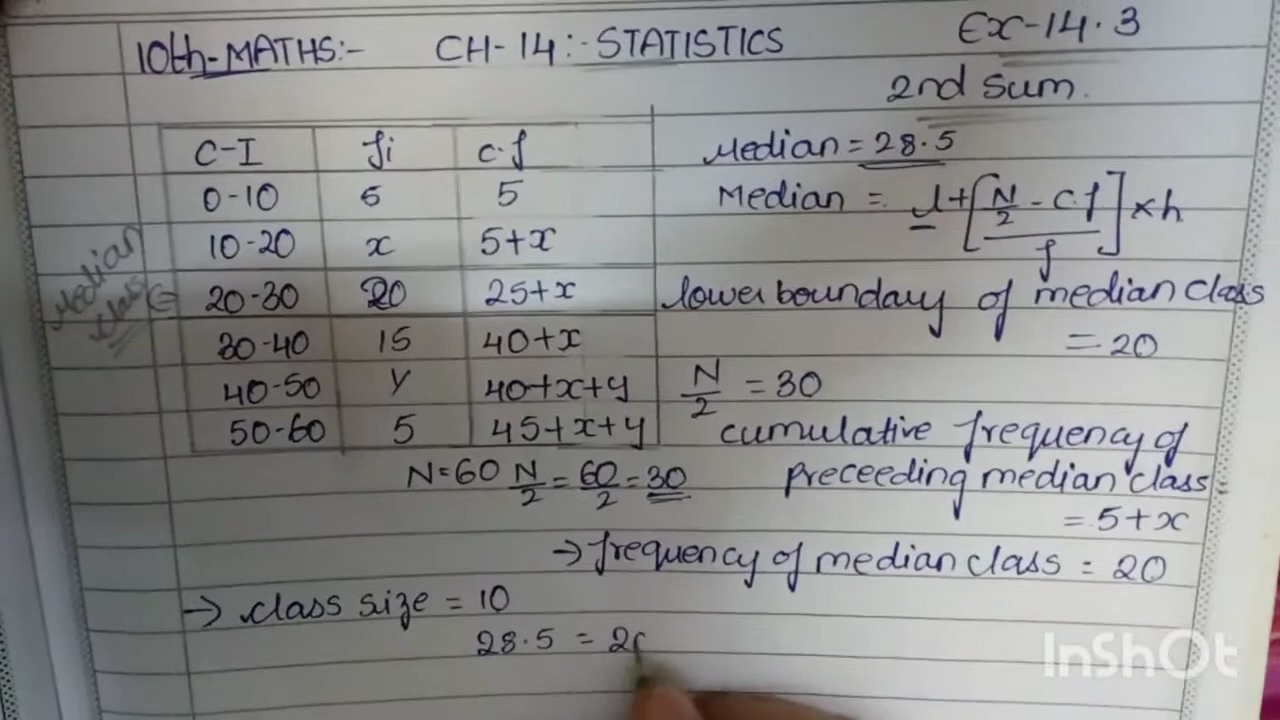 10th-MATHS:- CH-14:-STATISTICS EX-14.3
2nd sum.
C-I fi c.f
0-10 5 5
10-20 x 5+x
20-30 20 25+x
30-40 15 40+x
40-50 y 40+x+y
50-60 5 45+x+y
Median class
N=60 N/2 = 60/2 = 30
Median = 28.5
Median = l+[N/2 - c.f / f] × h
lower boundary of median class
= 20
N/2 = 30
cumulative frequency of
preceeding median class
= 5+x
→ frequency of median class = 20
→ class size = 10
28.5 = 20
InShOt